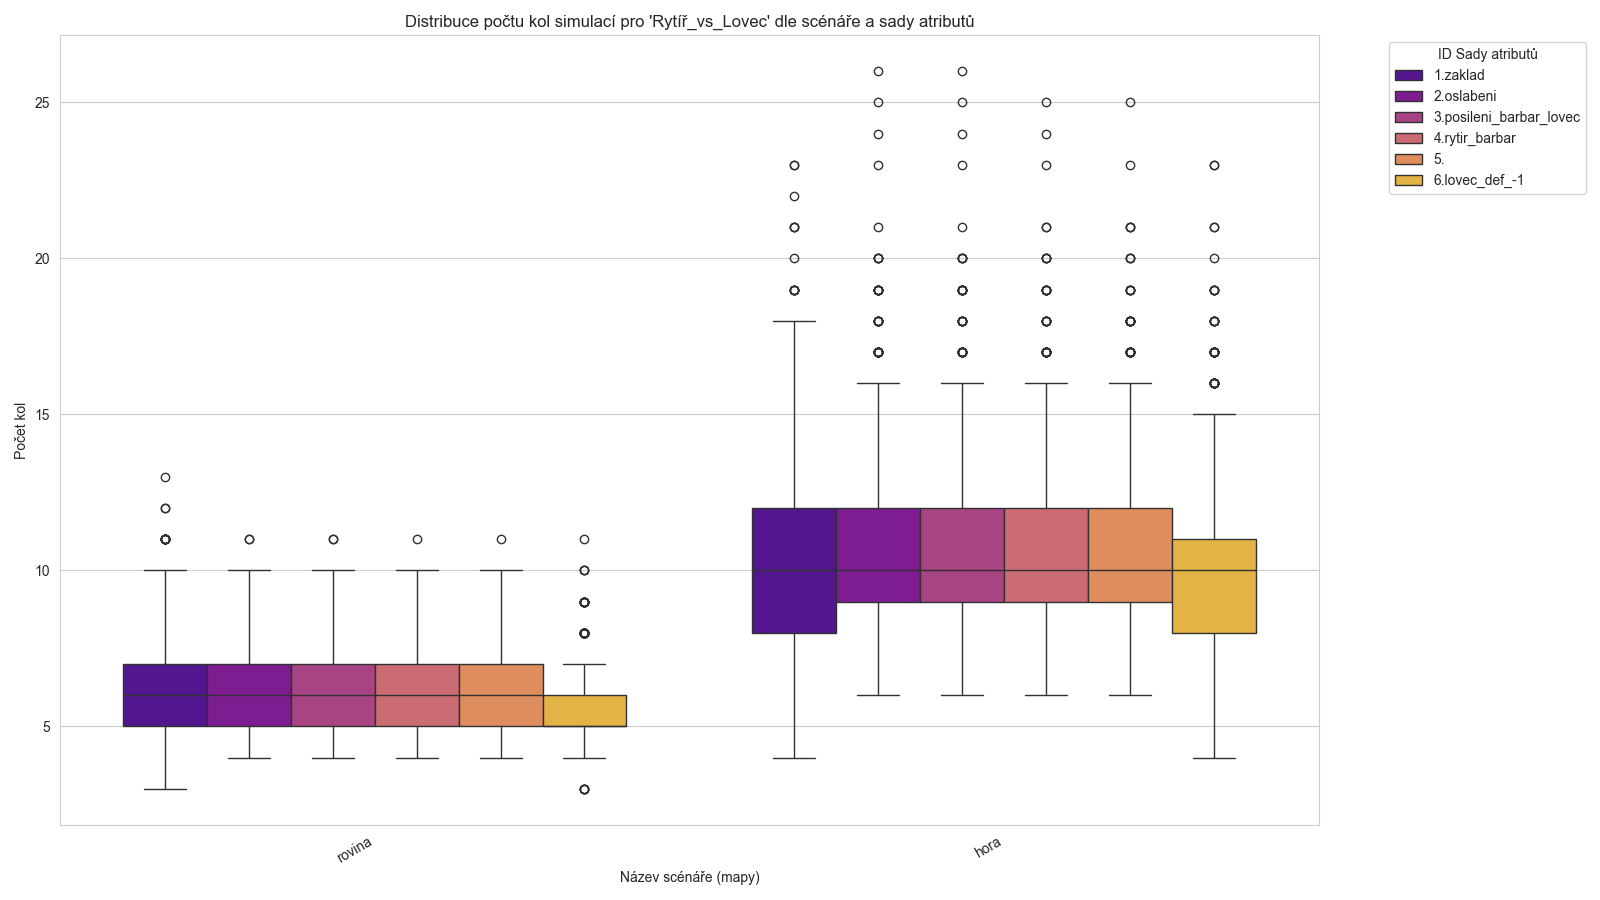 Distribuce počtu kol simulací pro 'Rytíř_vs_Lovec' dle scénáře a sady atributů
ID Sady atributů
1.zaklad
2.oslabeni
3.posileni_barbar_lovec
4.rytir_barbar
5.
6.lovec_def_-1
Počet kol
25
20
15
10
5
rovina
hora
Název scénáře (mapy)